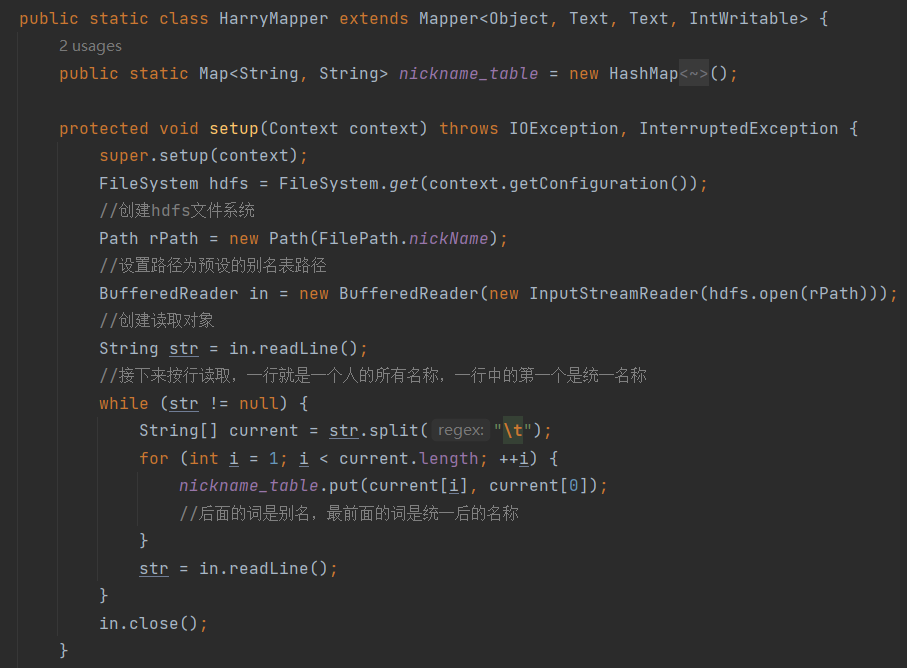 public static class HarryMapper extends Mapper<Object, Text, Text, IntWritable> {
2 usages
public static Map<String, String> nickname_table = new HashMap<~>();
protected void setup(Context context) throws IOException, InterruptedException {
super.setup(context);
FileSystem hdfs = FileSystem.get(context.getConfiguration());
//创建hdfs文件系统
Path rPath = new Path(FilePath.nickName);
//设置路径为预设的别名表路径
BufferedReader in = new BufferedReader(new InputStreamReader(hdfs.open(rPath)));
//创建读取对象
String str = in.readLine();
//接下来按行读取，一行就是一个人的所有名称，一行中的第一个是统一名称
while (str != null) {
String[] current = str.split( regex: "\t");
for (int i = 1; i < current.length; ++i) {
nickname_table.put(current[i], current[0]);
//后面的词是别名，最前面的词是统一后的名称
}
str = in.readLine();
}
in.close();
}